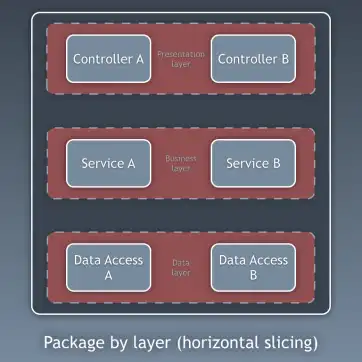 Controller A
Presentation
layer
Controller B
Service A
Business
layer
Service B
Data Access
A
Data
layer
Data Access
B
Package by layer (horizontal slicing)